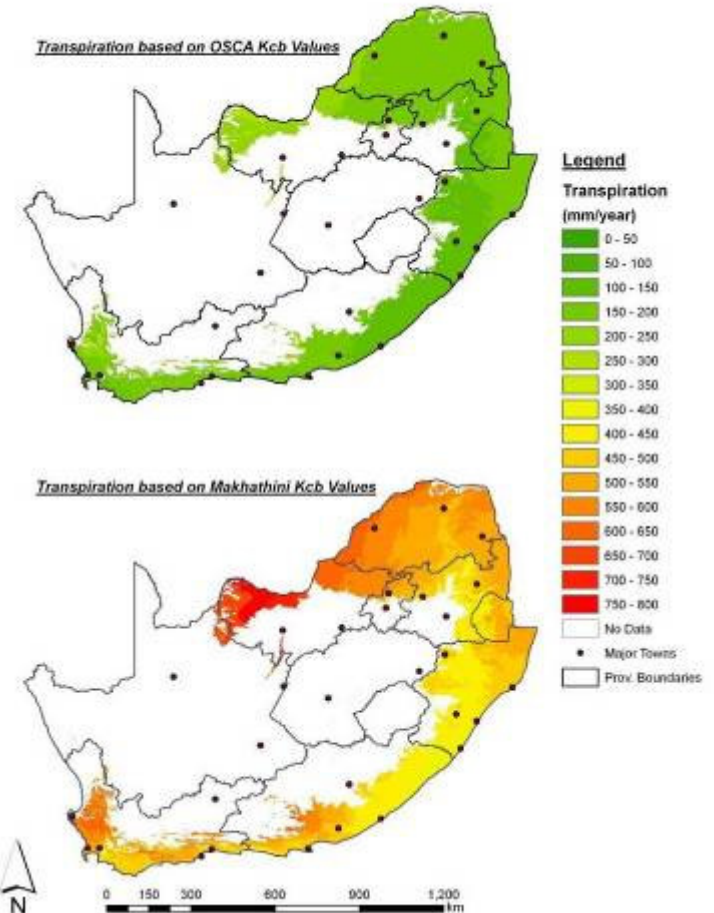 Transpiration based on OSCA Kcb Values
Legend
Transpiration
(mm/year)
0 - 50
50 - 100
100 - 150
150 - 200
200 - 250
250 - 300
300 - 350
350 - 400
400 - 450
450 - 500
500 - 550
550 - 600
600 - 650
650 - 700
700 - 750
750 - 800
No Data
Major Towns
Prov. Boundaries
Transpiration based on Makhathini Kcb Values
N
0 150 300 600 900 1,200
km